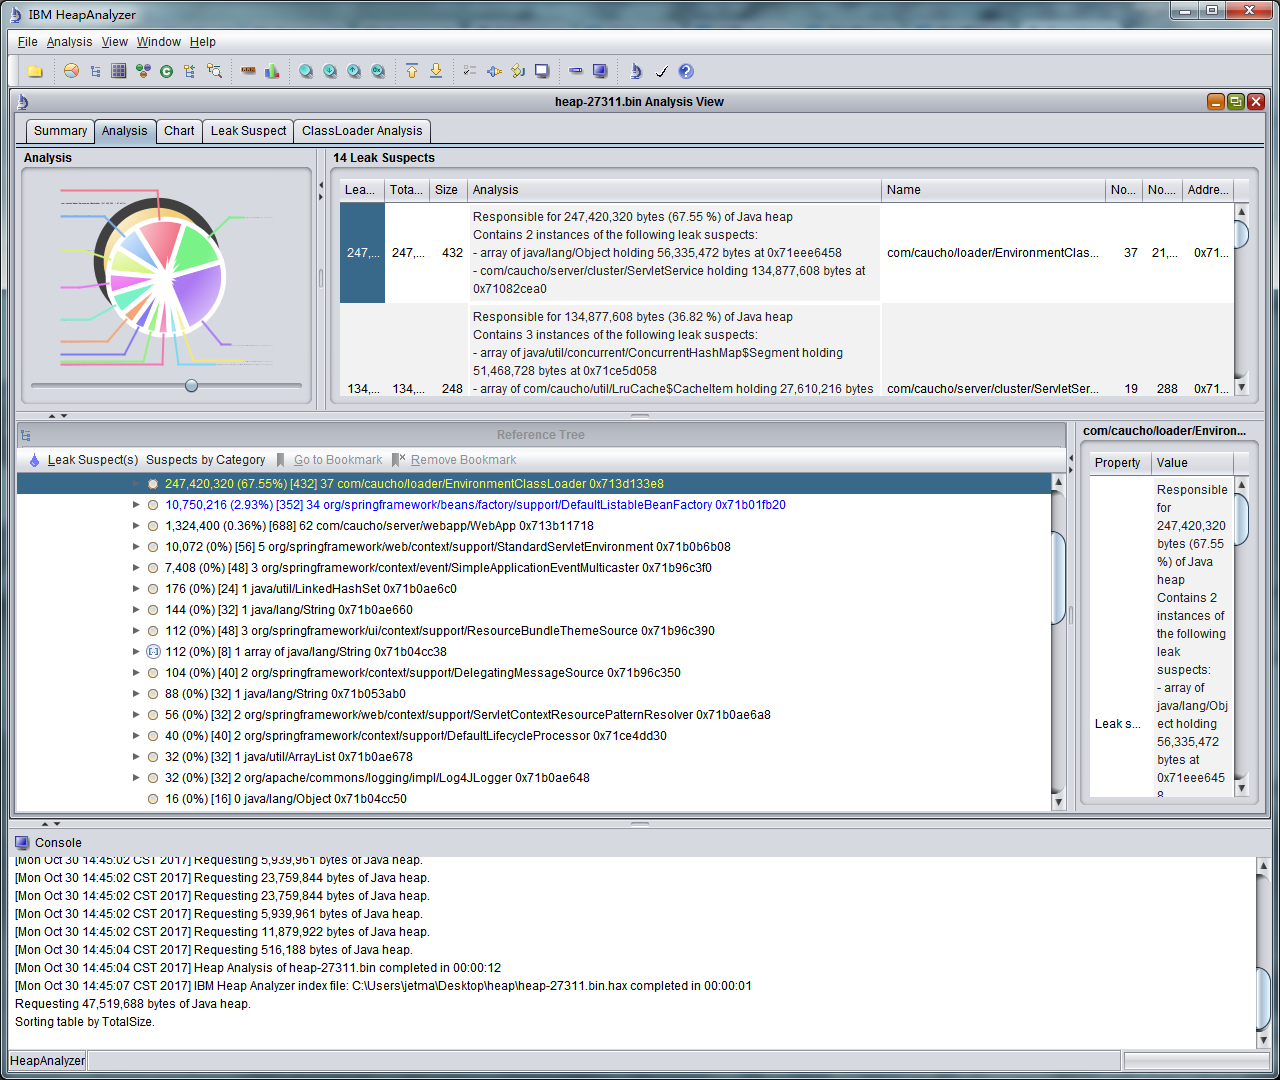 IBM HeapAnalyzer
File Analysis View Window Help
heap-27311.bin Analysis View
Summary Analysis Chart Leak Suspect ClassLoader Analysis
Analysis
14 Leak Suspects
Lea... Tota... Size Analysis Name No... No.... Addre...
Responsible for 247,420,320 bytes (67.55 %) of Java heap
Contains 2 instances of the following leak suspects:
247,... 247,... 432 - array of java/lang/Object holding 56,335,472 bytes at 0x71eee6458 com/caucho/loader/EnvironmentClas... 37 21,... 0x71...
- com/caucho/server/cluster/ServletService holding 134,877,608 bytes at
0x71082cea0
Responsible for 134,877,608 bytes (36.82 %) of Java heap
Contains 3 instances of the following leak suspects:
- array of java/util/concurrent/ConcurrentHashMap$Segment holding
51,468,728 bytes at 0x71ce5d058
134,... 134,... 248 - array of com/caucho/util/LruCache$CacheItem holding 27,610,216 bytes com/caucho/server/cluster/ServletSer... 19 288 0x71...
Reference Tree
Leak Suspect(s) Suspects by Category Go to Bookmark Remove Bookmark
247,420,320 (67.55%) [432] 37 com/caucho/loader/EnvironmentClassLoader 0x713d133e8
10,750,216 (2.93%) [352] 34 org/springframework/beans/factory/support/DefaultListableBeanFactory 0x71b01fb20
1,324,400 (0.36%) [688] 62 com/caucho/server/webapp/WebApp 0x713b11718
10,072 (0%) [56] 5 org/springframework/web/context/support/StandardServletEnvironment 0x71b0b6b08
7,408 (0%) [48] 3 org/springframework/context/event/SimpleApplicationEventMulticaster 0x71b96c3f0
176 (0%) [24] 1 java/util/LinkedHashSet 0x71b0ae6c0
144 (0%) [32] 1 java/lang/String 0x71b0ae660
112 (0%) [48] 3 org/springframework/ui/context/support/ResourceBundleThemeSource 0x71b96c390
112 (0%) [8] 1 array of java/lang/String 0x71b04cc38
104 (0%) [40] 2 org/springframework/context/support/DelegatingMessageSource 0x71b96c350
88 (0%) [32] 1 java/lang/String 0x71b053ab0
56 (0%) [32] 2 org/springframework/web/context/support/ServletContextResourcePatternResolver 0x71b0ae6a8
40 (0%) [40] 2 org/springframework/context/support/DefaultLifecycleProcessor 0x71ce4dd30
32 (0%) [32] 1 java/util/ArrayList 0x71b0ae678
32 (0%) [32] 2 org/apache/commons/logging/impl/Log4JLogger 0x71b0ae648
16 (0%) [16] 0 java/lang/Object 0x71b04cc50
com/caucho/loader/Environ...
Property Value
Responsible
for
247,420,320
bytes (67.55
%) of Java
heap
Contains 2
instances of
the following
leak
suspects:
- array of
java/lang/Obj
Leak s... ect holding
56,335,472
bytes at
0x71eee645
8
Console
[Mon Oct 30 14:45:02 CST 2017] Requesting 5,939,961 bytes of Java heap.
[Mon Oct 30 14:45:02 CST 2017] Requesting 23,759,844 bytes of Java heap.
[Mon Oct 30 14:45:02 CST 2017] Requesting 23,759,844 bytes of Java heap.
[Mon Oct 30 14:45:02 CST 2017] Requesting 5,939,961 bytes of Java heap.
[Mon Oct 30 14:45:02 CST 2017] Requesting 11,879,922 bytes of Java heap.
[Mon Oct 30 14:45:04 CST 2017] Requesting 516,188 bytes of Java heap.
[Mon Oct 30 14:45:04 CST 2017] Heap Analysis of heap-27311.bin completed in 00:00:12
[Mon Oct 30 14:45:07 CST 2017] IBM Heap Analyzer index file: C:\Users\jetma\Desktop\heap\heap-27311.bin.hax completed in 00:00:01
Requesting 47,519,688 bytes of Java heap.
Sorting table by TotalSize.
HeapAnalyzer